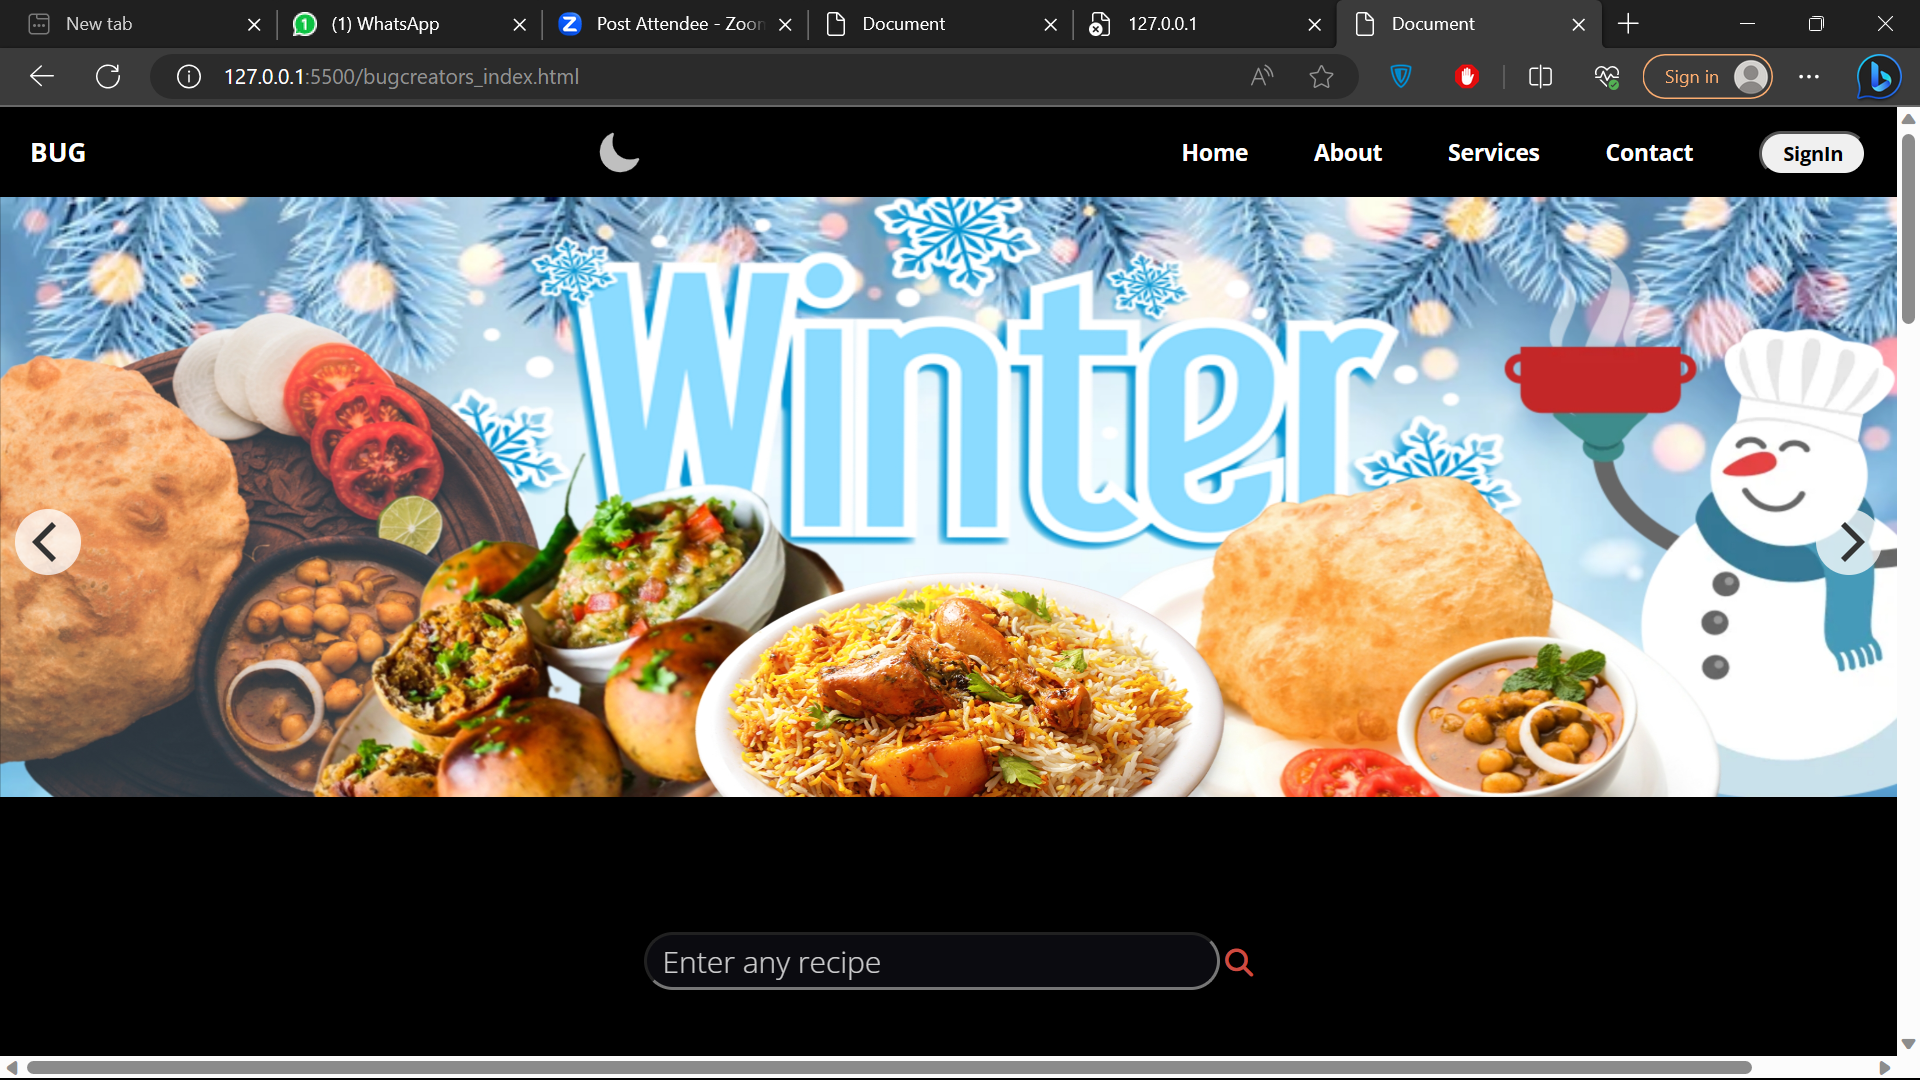 New tab
(1) WhatsApp
Post Attendee - Zoon
Document
127.0.0.1
Document
127.0.0.1:5500/bugcreators_index.html
Sign in
BUG
Home
About
Services
Contact
SignIn
Winter
Enter any recipe